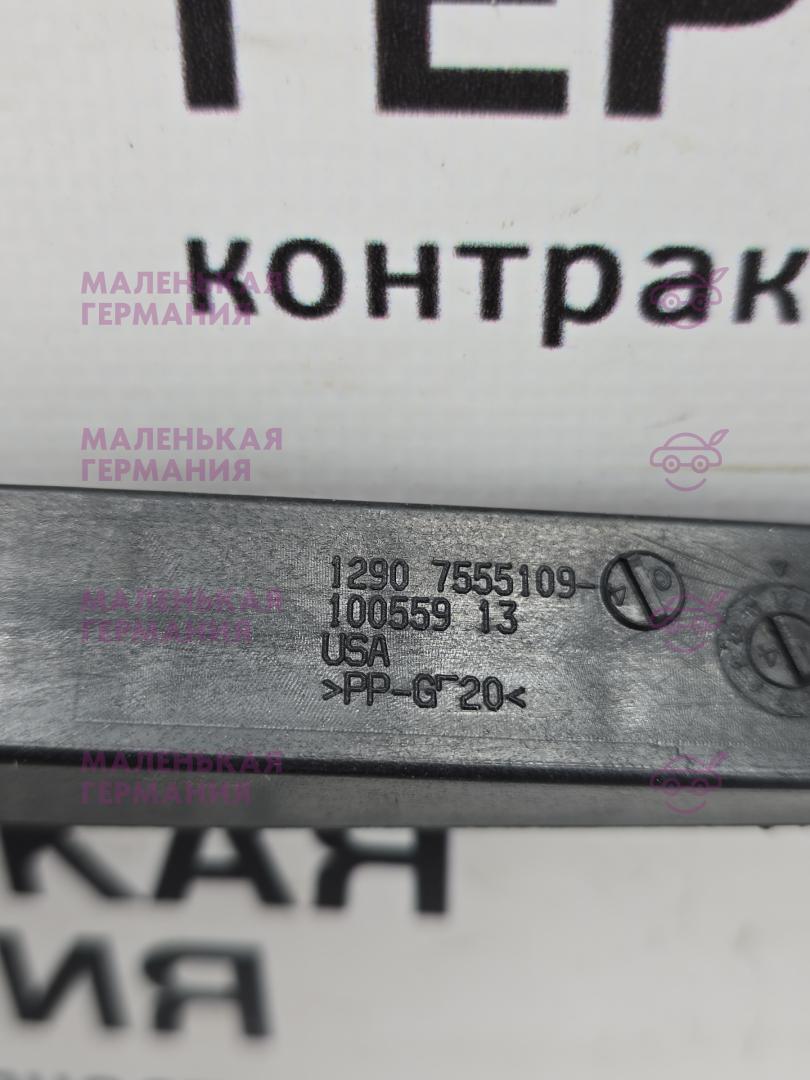 ГЕР
контрак
МАЛЕНЬКАЯ
ГЕРМАНИЯ
МАЛЕНЬКАЯ
ГЕРМАНИЯ
1290 7555109-
100559 13
USA
>PP-GF20<
МАЛЕНЬКАЯ
ГЕРМАНИЯ
МАЛЕНЬКАЯ
ГЕРМАНИЯ
КАЯ
ИЯ